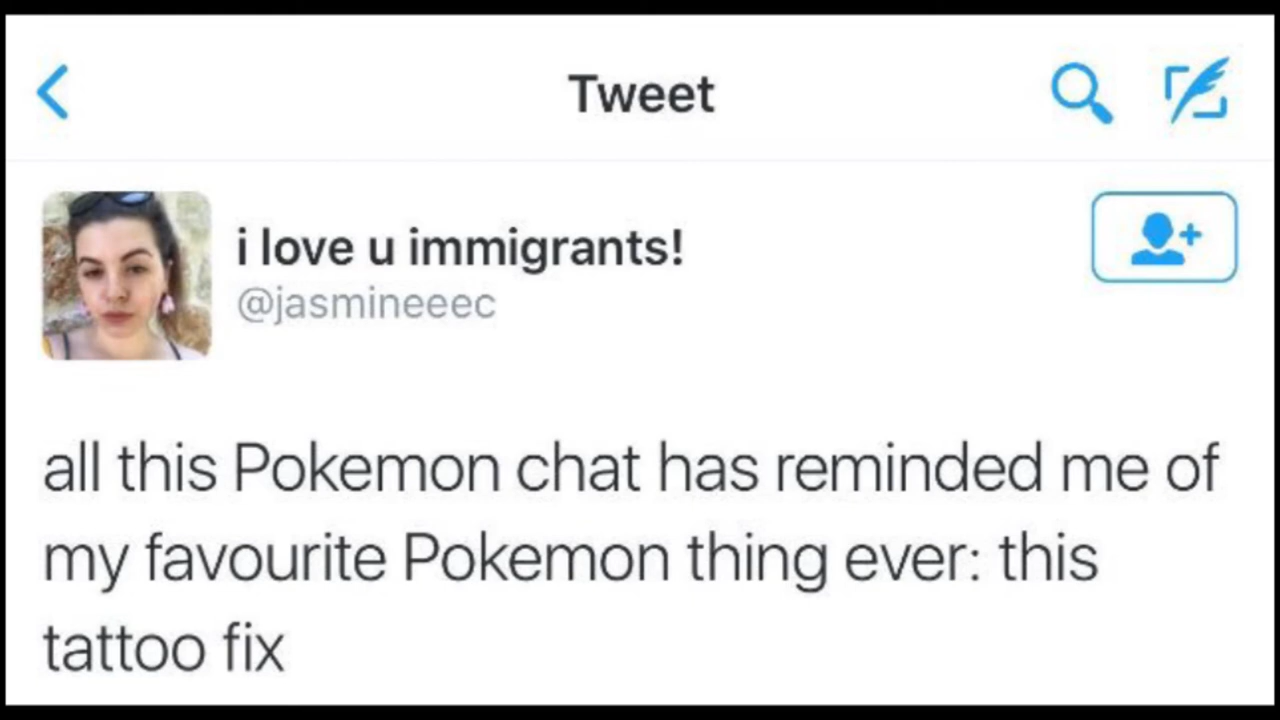 Tweet
i love u immigrants!
@jasmineeec
all this Pokemon chat has reminded me of
my favourite Pokemon thing ever: this
tattoo fix